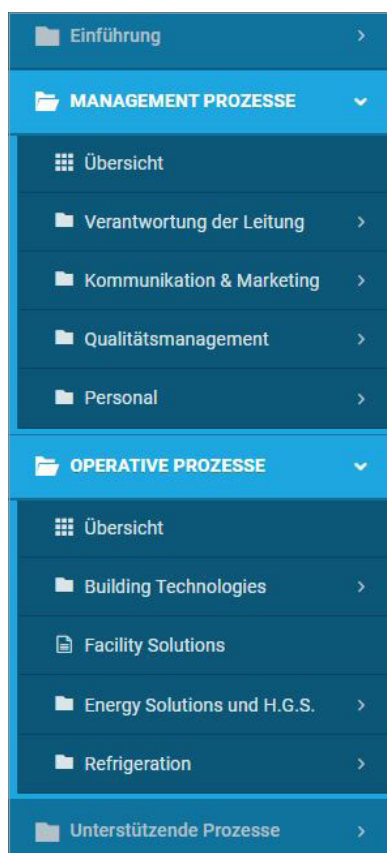 Einführung
MANAGEMENT PROZESSE
Übersicht
Verantwortung der Leitung
Kommunikation & Marketing
Qualitätsmanagement
Personal
OPERATIVE PROZESSE
Übersicht
Building Technologies
Facility Solutions
Energy Solutions und H.G.S.
Refrigeration
Unterstützende Prozesse